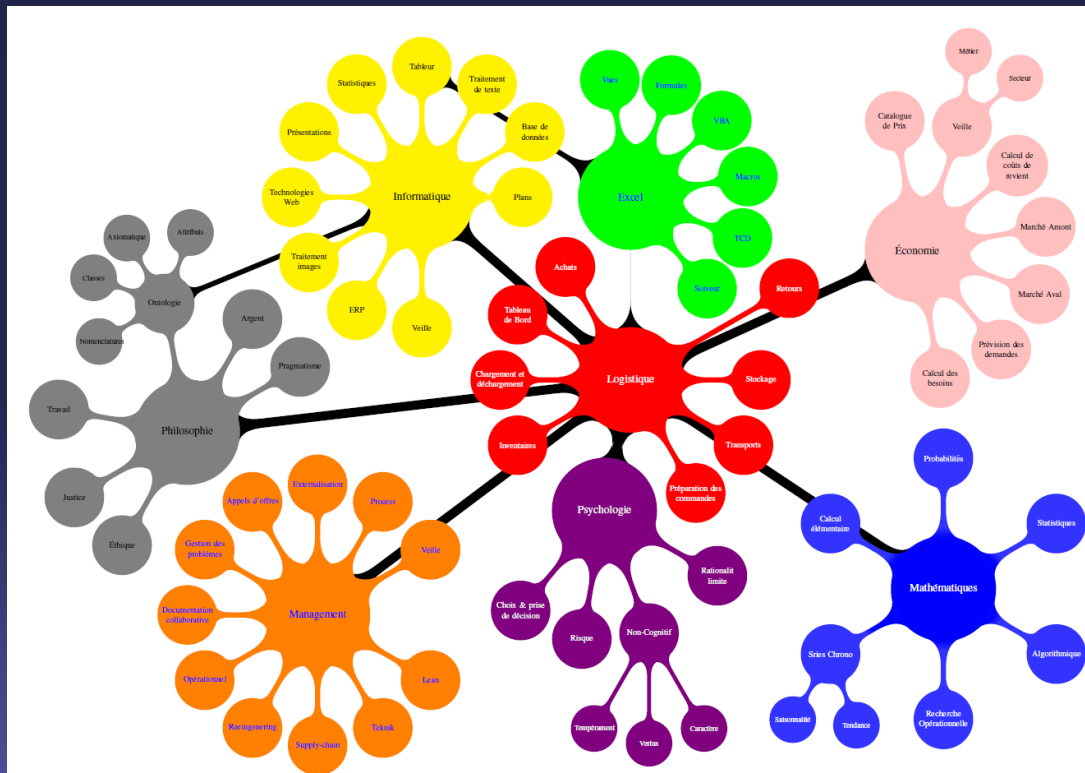 Tableur
Statistiques
Traitement
de texte
Présentations
Base de
données
Technologies
Web
Informatique
Plans
Traitement
images
ERP
Veille
Vues
Formules
VBA
Macros
Excel
TCD
Solveur
Métier
Secteur
Catalogue
de Prix
Veille
Calcul de
coûts de
revient
Marché Amont
Économie
Marché Aval
Prévision des
demandes
Calcul des
besoins
Axiomatique
Attributs
Classes
Ontologie
Nomenclatures
Argent
Pragmatisme
Travail
Philosophie
Justice
Éthique
Achats
Retours
Tableau
de Bord
Chargement et
déchargement
Logistique
Stockage
Inventaires
Transports
Préparation des
commandes
Externalisation
Appels d'offres
Process
Gestion des
problèmes
Veille
Documentation
collaborative
Management
Opérationnel
Lean
Reeingenering
Teknik
Supply-chain
Psychologie
Rationalit
limite
Choix & prise
de décision
Risque
Non-Cognitif
Tempérament
Vertus
Caractère
Probabilités
Calcul
élémentaire
Statistiques
Mathématiques
Sries Chrono
Algorithmique
Saisonnalité
Tendance
Recherche
Opérationnelle